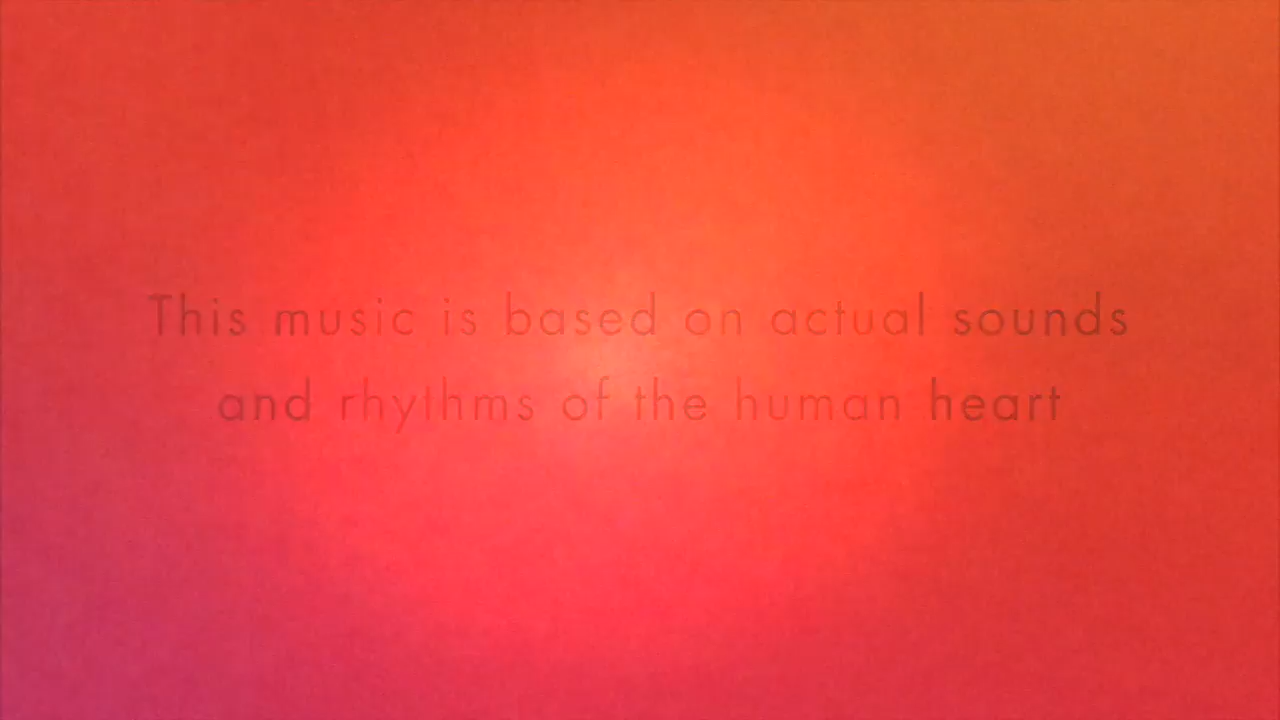 This music is based on actual sounds
and rhythms of the human heart